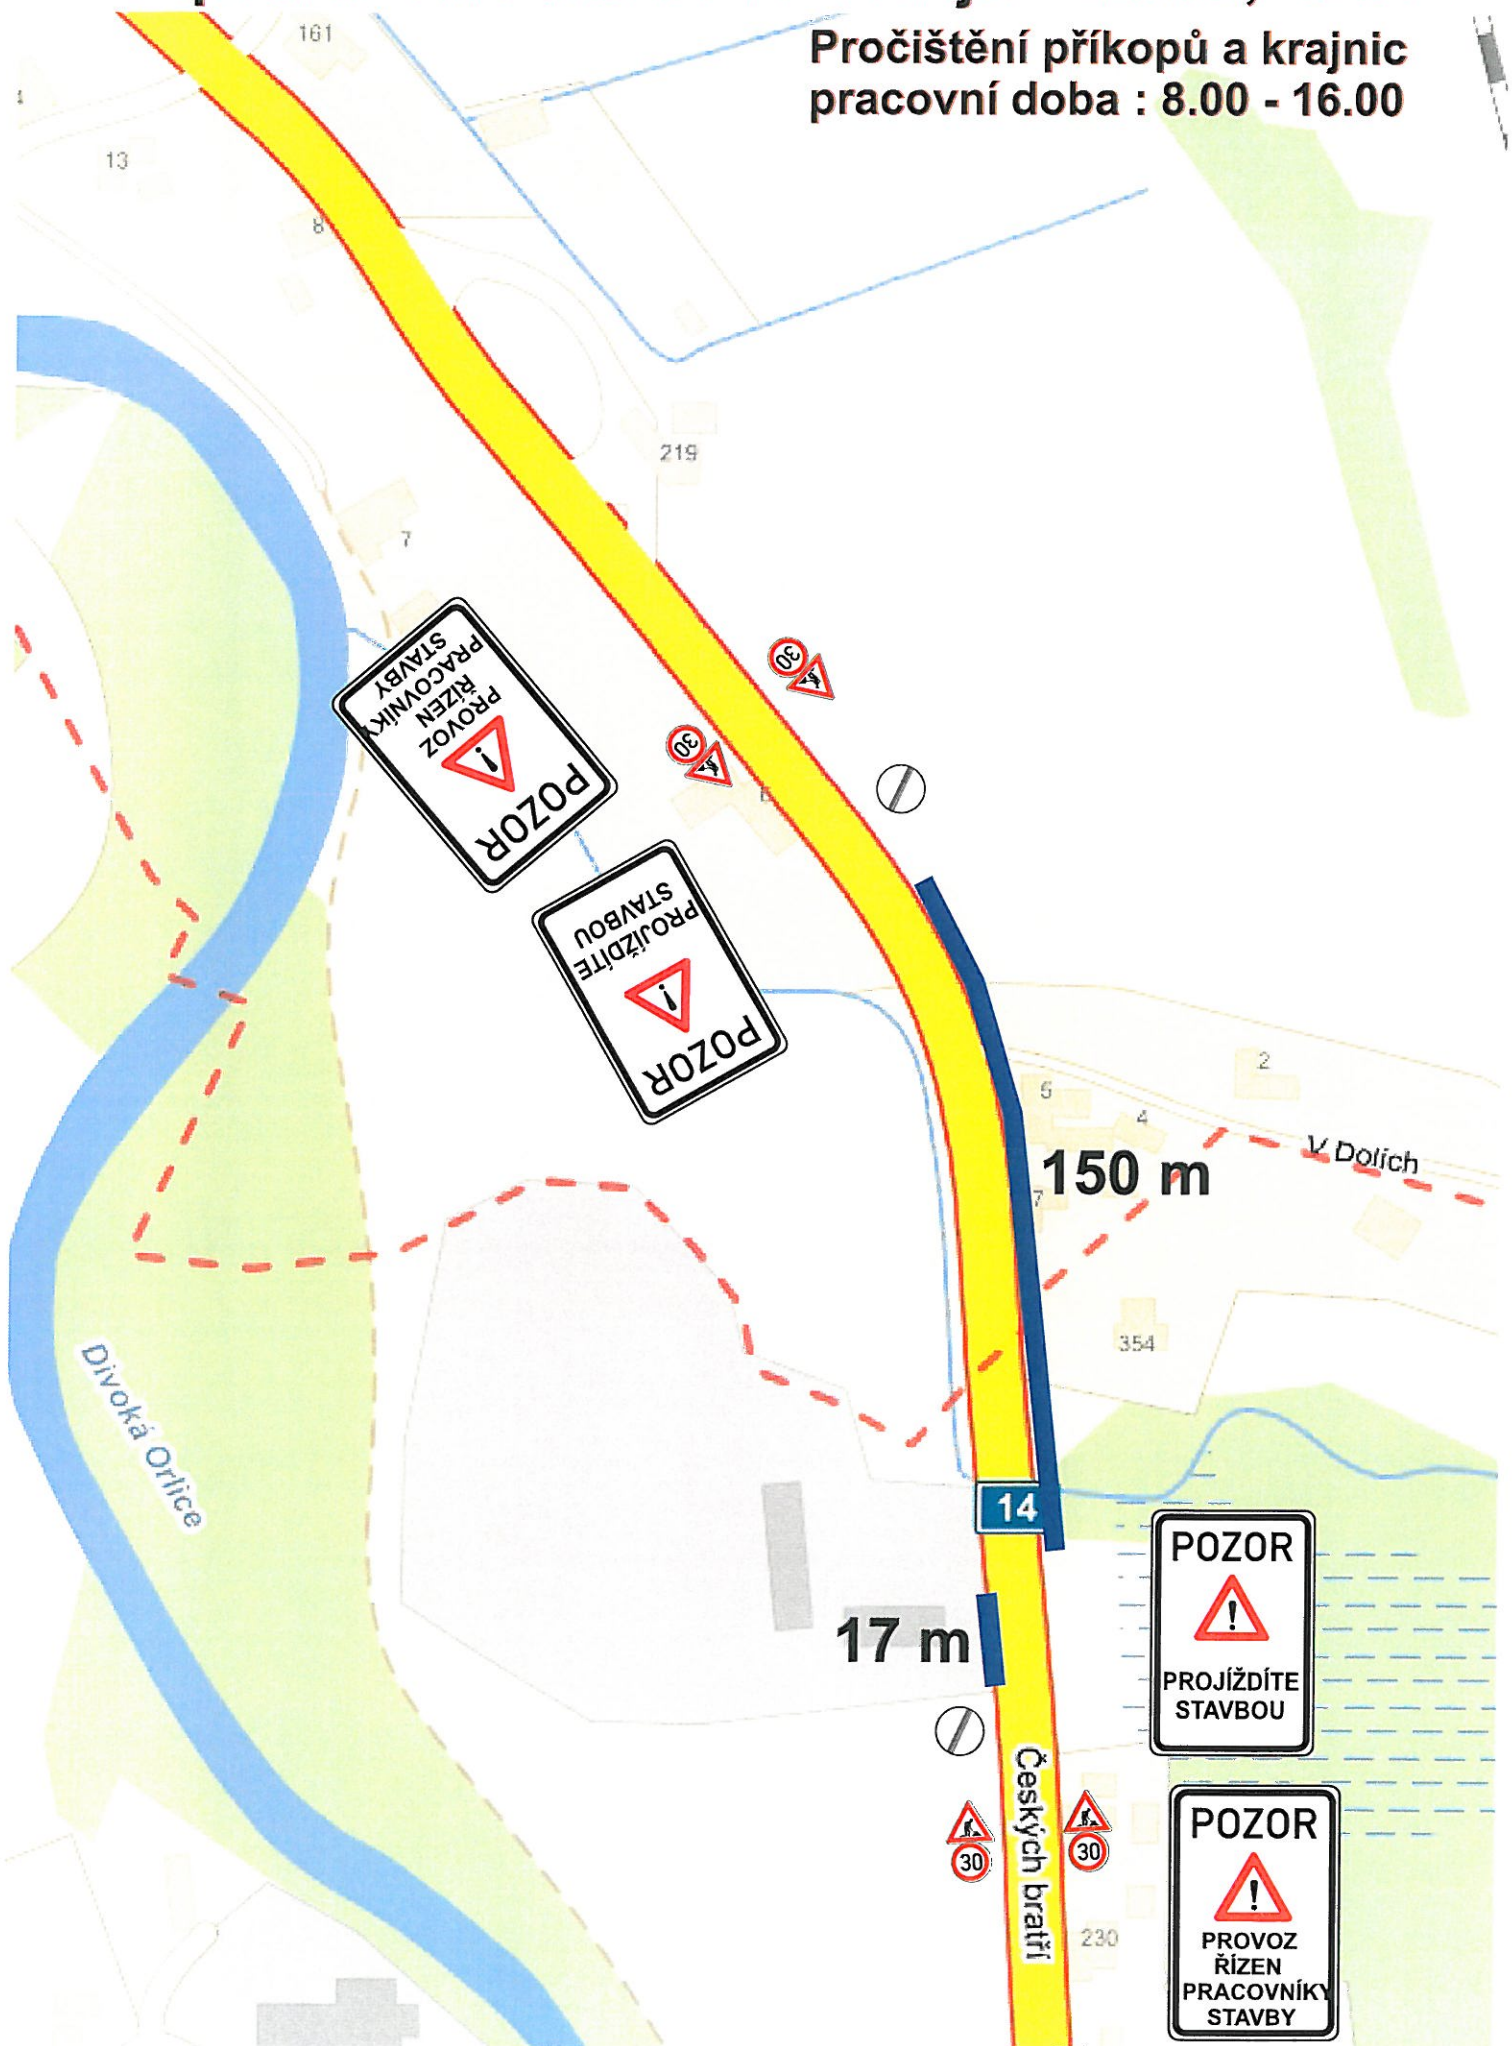 Pročištění příkopů a krajnic
pracovní doba : 8.00 - 16.00
161
13
8
219
7
30
30
POZOR
PROVOZ
ŘÍZEN
PRACOVNÍKY
STAVBY
POZOR
PROJÍŽDÍTE
STAVBOU
2
5
4
V Dolích
150 m
7
354
Divoká Orlice
14
17 m
POZOR
PROJÍŽDÍTE
STAVBOU
Českých bratří
30
30
230
POZOR
PROVOZ
ŘÍZEN
PRACOVNÍKY
STAVBY